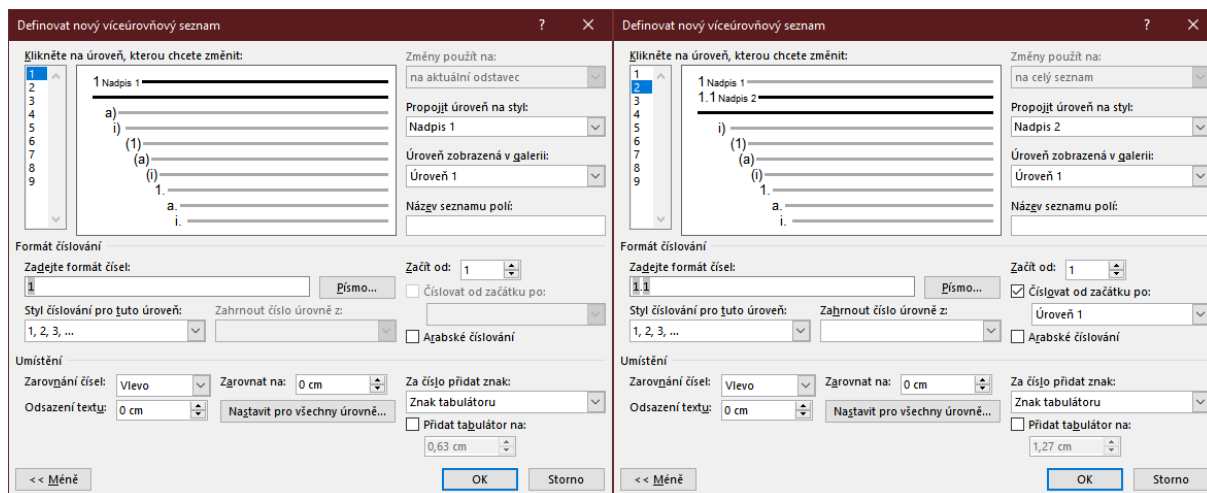 Definovat nový víceúrovňový seznam ? ×
Klikněte na úroveň, kterou chcete změnit:
1
2
3
4
5
6
7
8
9
1 Nadpis 1
a)
i)
(1)
(a)
(i)
1.
a.
i.
Změny použít na:
na aktuální odstavec
Propojit úroveň na styl:
Nadpis 1
Úroveň zobrazená v galerii:
Úroveň 1
Název seznamu polí:
Formát číslování
Zadejte formát čísel:
1
Písmo...
Začít od: 1
Číslovat od začátku po:
Styl číslování pro tuto úroveň:
1, 2, 3, ...
Zahrnout číslo úrovně z:
Arabské číslování
Umístění
Zarovnání čísel: Vlevo
Zarovnat na: 0 cm
Odsazení textu: 0 cm
Nastavit pro všechny úrovně...
Za číslo přidat znak:
Znak tabulátoru
Přidat tabulátor na:
0,63 cm
<< Méně
OK
Storno
Definovat nový víceúrovňový seznam ? ×
Klikněte na úroveň, kterou chcete změnit:
1
2
3
4
5
6
7
8
9
1 Nadpis 1
1.1 Nadpis 2
i)
(1)
(a)
(i)
1.
a.
i.
Změny použít na:
na celý seznam
Propojit úroveň na styl:
Nadpis 2
Úroveň zobrazená v galerii:
Úroveň 1
Název seznamu polí:
Formát číslování
Zadejte formát čísel:
1.1
Písmo...
Začít od: 1
Číslovat od začátku po:
Úroveň 1
Styl číslování pro tuto úroveň:
1, 2, 3, ...
Zahrnout číslo úrovně z:
Arabské číslování
Umístění
Zarovnání čísel: Vlevo
Zarovnat na: 0 cm
Odsazení textu: 0 cm
Nastavit pro všechny úrovně...
Za číslo přidat znak:
Znak tabulátoru
Přidat tabulátor na:
1,27 cm
<< Méně
OK
Storno